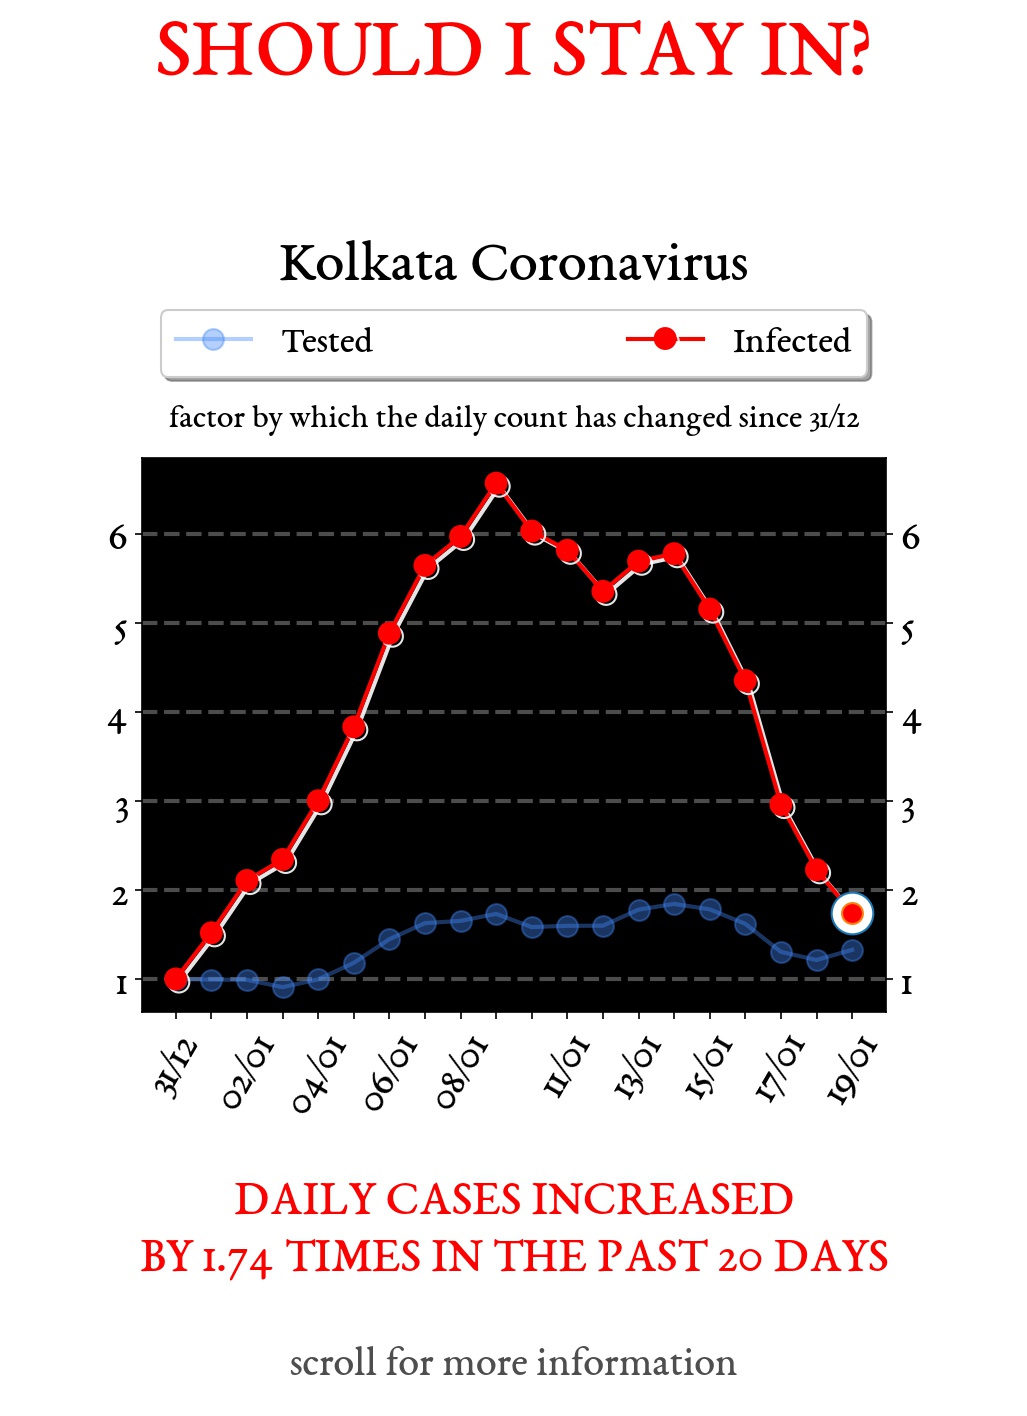 SHOULD I STAY IN?
Kolkata Coronavirus
Tested Infected
factor by which the daily count has changed since 31/12
6 6
5 5
4 4
3 3
2 2
1 1
31/12 02/01 04/01 06/01 08/01 11/01 13/01 15/01 17/01 19/01
DAILY CASES INCREASED
BY 1.74 TIMES IN THE PAST 20 DAYS
scroll for more information